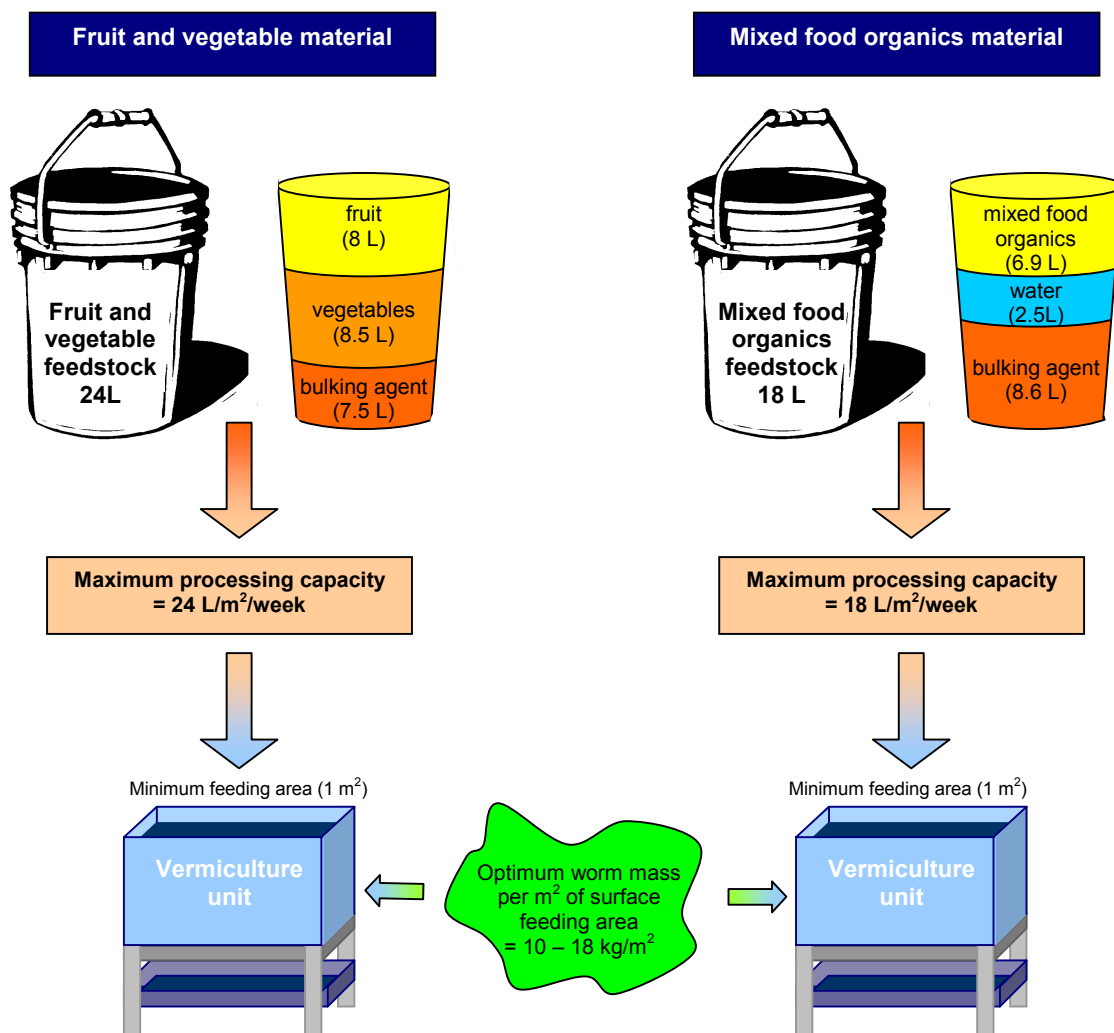 Fruit and vegetable material
Mixed food organics material
Fruit and
vegetable
feedstock
24L
fruit
(8 L)
vegetables
(8.5 L)
bulking agent
(7.5 L)
Mixed food
organics
feedstock
18 L
mixed food
organics
(6.9 L)
water
(2.5L)
bulking agent
(8.6 L)
Maximum processing capacity
= 24 L/m²/week
Maximum processing capacity
= 18 L/m²/week
Minimum feeding area (1 m²)
Vermiculture
unit
Optimum worm mass
per m² of surface
feeding area
= 10 – 18 kg/m²
Minimum feeding area (1 m²)
Vermiculture
unit